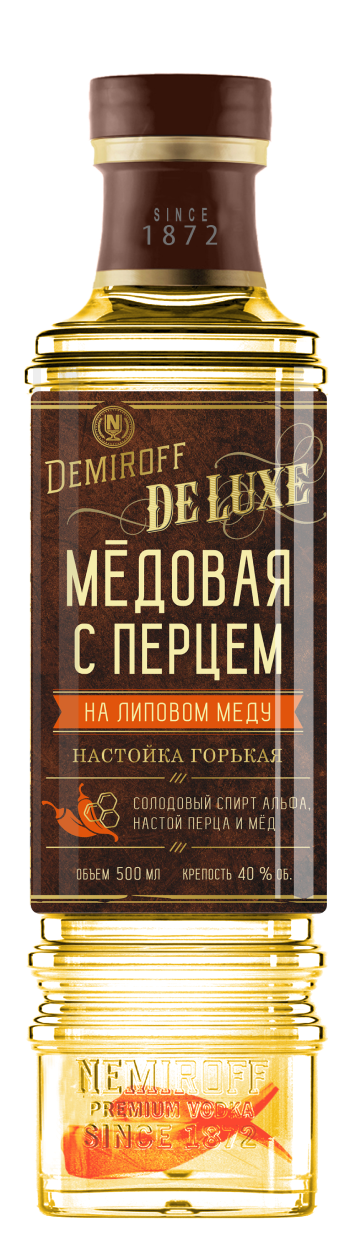 SINCE
1872
N
DEMIROFF
DE LUXE
МЁДОВАЯ
С ПЕРЦЕМ
НА ЛИПОВОМ МЕДУ
НАСТОЙКА ГОРЬКАЯ
СОЛОДОВЫЙ СПИРТ АЛЬФА,
НАСТОЙ ПЕРЦА И МЁД
ОБЪЕМ 500 МЛ КРЕПОСТЬ 40 % ОБ.
NEMIROFF
PREMIUM VODKA
SINCE 1872